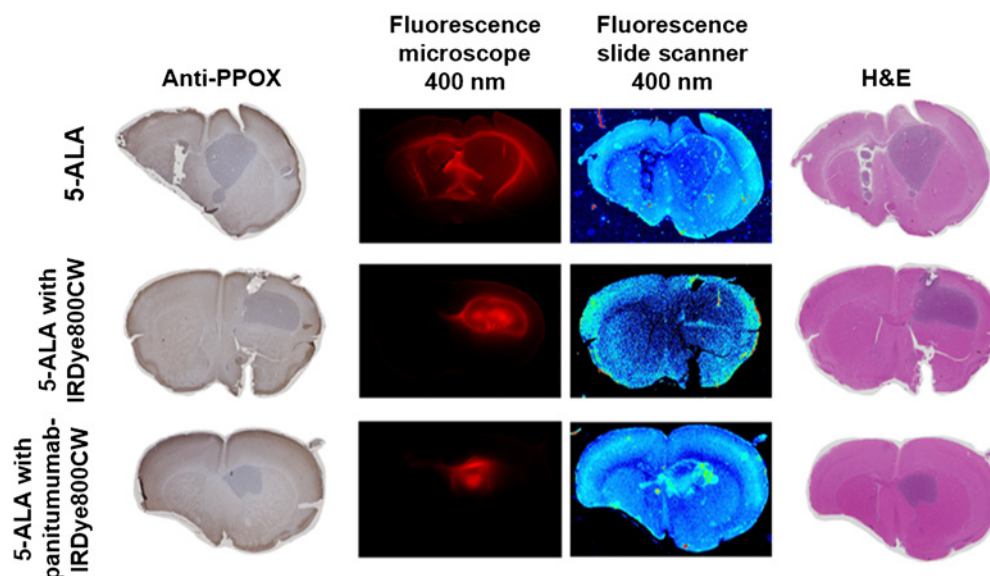 Fluorescence
microscope
400 nm
Fluorescence
slide scanner
400 nm
Anti-PPOX
H&E
5-ALA
5-ALA with
IRDye800CW
5-ALA with
panitumumab-
IRDye800CW